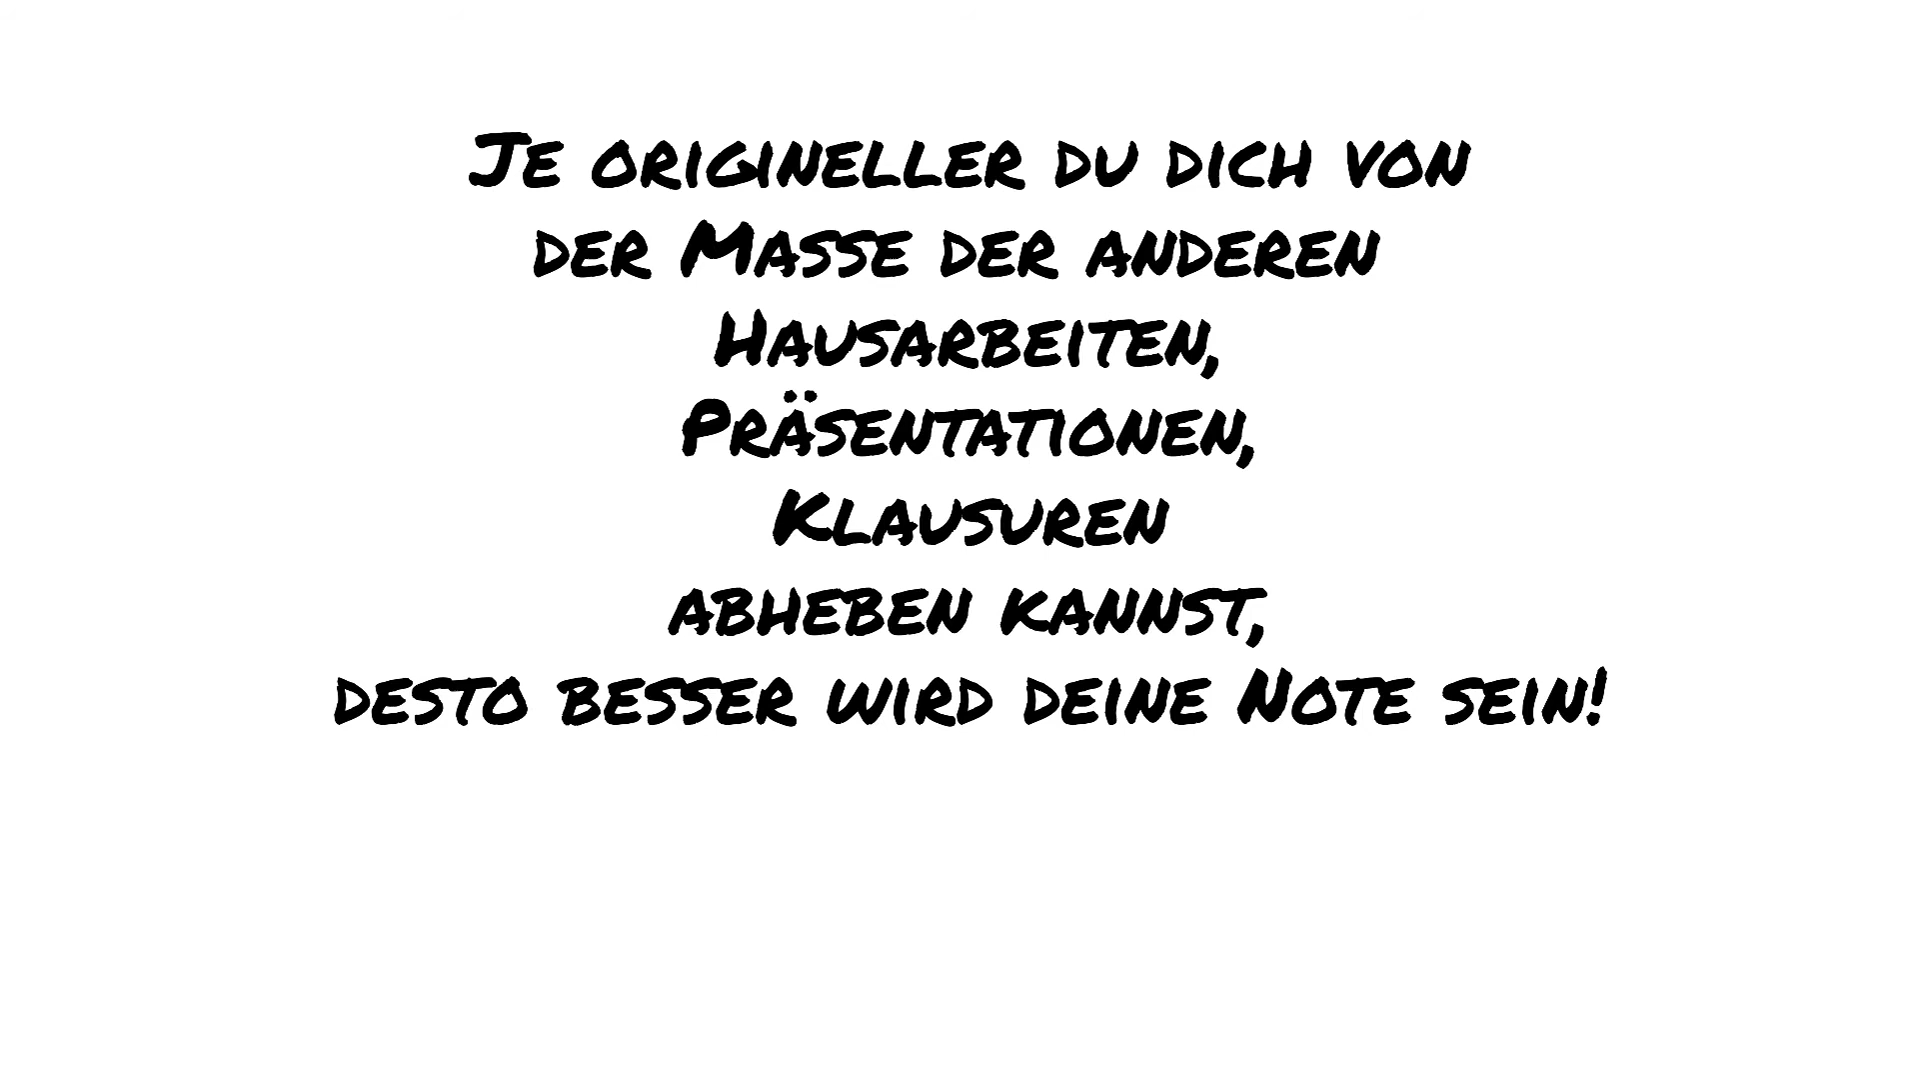 Je origineller du dich von
der Masse der anderen
Hausarbeiten,
Präsentationen,
Klausuren
abheben kannst,
desto besser wird deine Note sein!